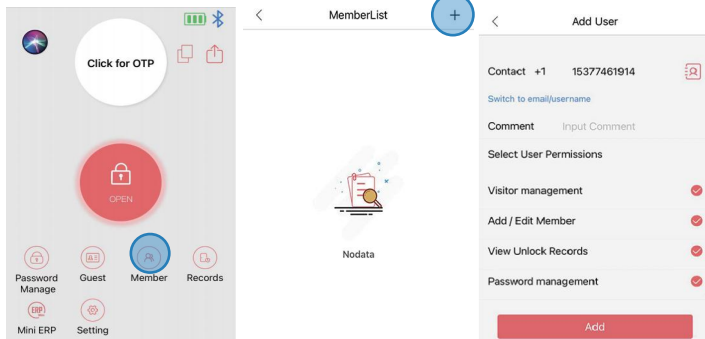 Click for OTP
OPEN
Password Manage
Guest
Member
Records
ERP
Mini ERP
Setting
MemberList
+
Nodata
Add User
Contact +1 15377461914
Switch to email/username
Comment Input Comment
Select User Permissions
Visitor management
Add / Edit Member
View Unlock Records
Password management
Add